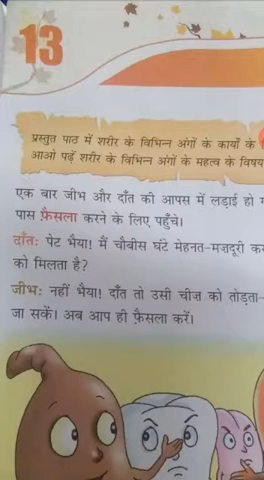 13
प्रस्तुत पाठ में शरीर के विभिन्न अंगों के कार्यों के
आओ पढ़ें शरीर के विभिन्न अंगों के महत्व के विषय
एक बार जीभ और दाँत की आपस में लड़ाई हो
पास फ़ैसला करने के लिए पहुँचे।
दाँतः पेट भैया! मैं चौबीस घंटे मेहनत-मज़दूरी
को मिलता है?
जीभः नहीं भैया! दाँत तो उसी चीज़ को तोड़ता-
जा सकें। अब आप ही फ़ैसला करें।